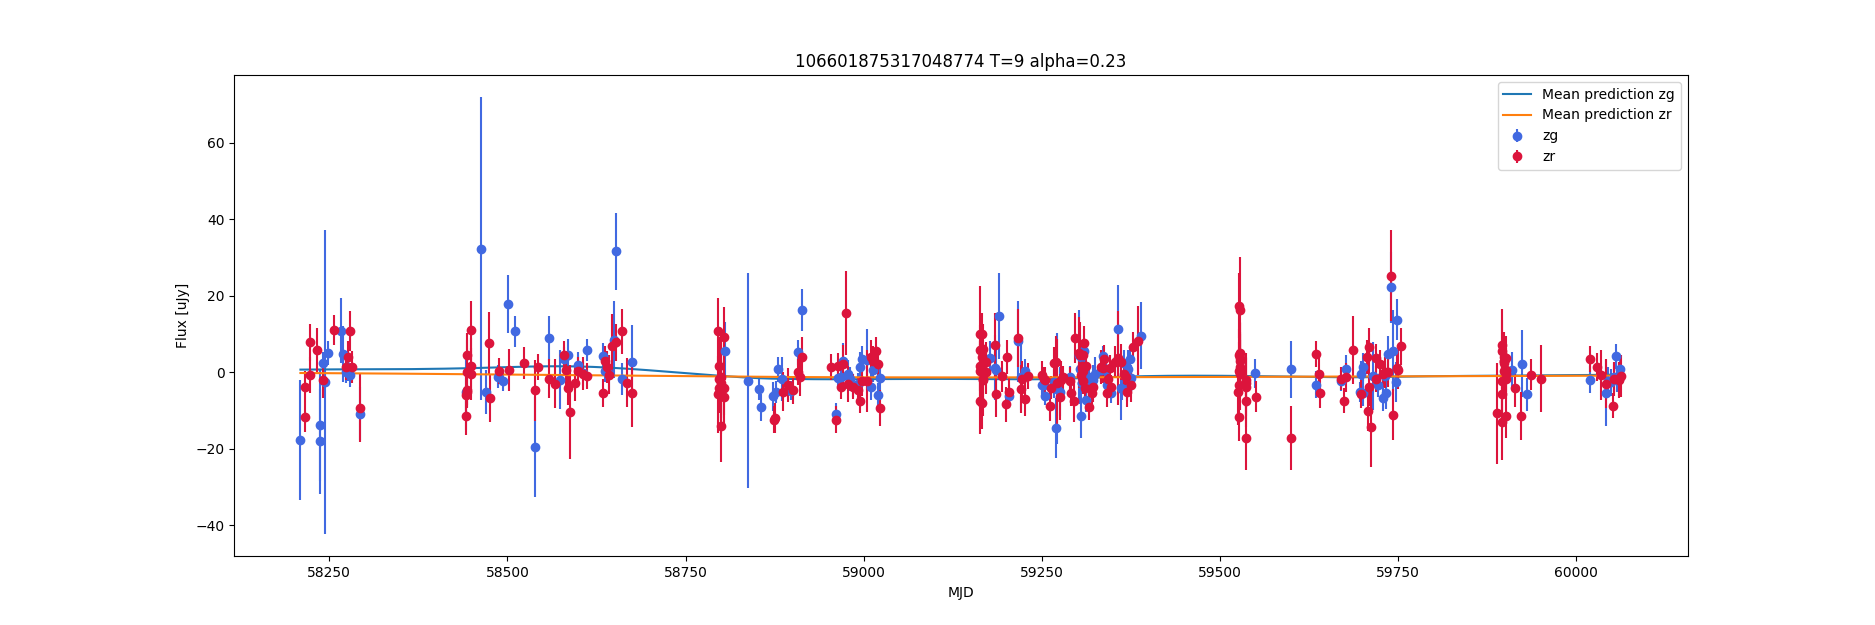 106601875317048774 T=9 alpha=0.23
Mean prediction zg
Mean prediction zr
zg
zr
Flux [uJy]
60
40
20
0
−20
−40
58250 58500 58750 59000 59250 59500 59750 60000
MJD